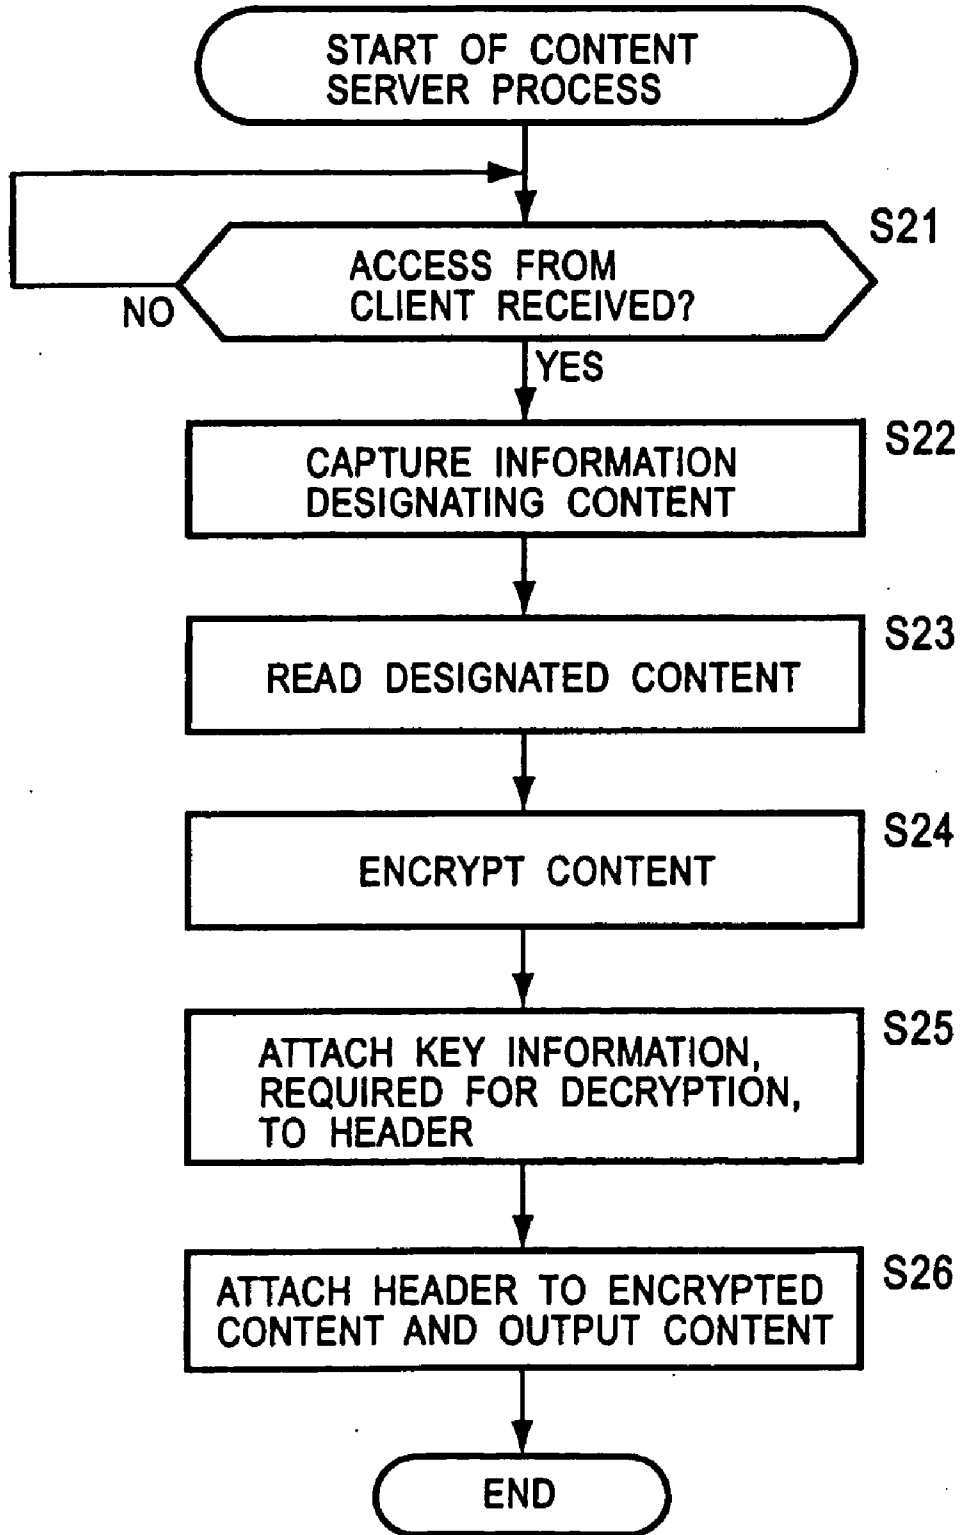 START OF CONTENT
SERVER PROCESS
S21
ACCESS FROM
CLIENT RECEIVED?
NO
YES
S22
CAPTURE INFORMATION
DESIGNATING CONTENT
S23
READ DESIGNATED CONTENT
S24
ENCRYPT CONTENT
S25
ATTACH KEY INFORMATION,
REQUIRED FOR DECRYPTION,
TO HEADER
S26
ATTACH HEADER TO ENCRYPTED
CONTENT AND OUTPUT CONTENT
END